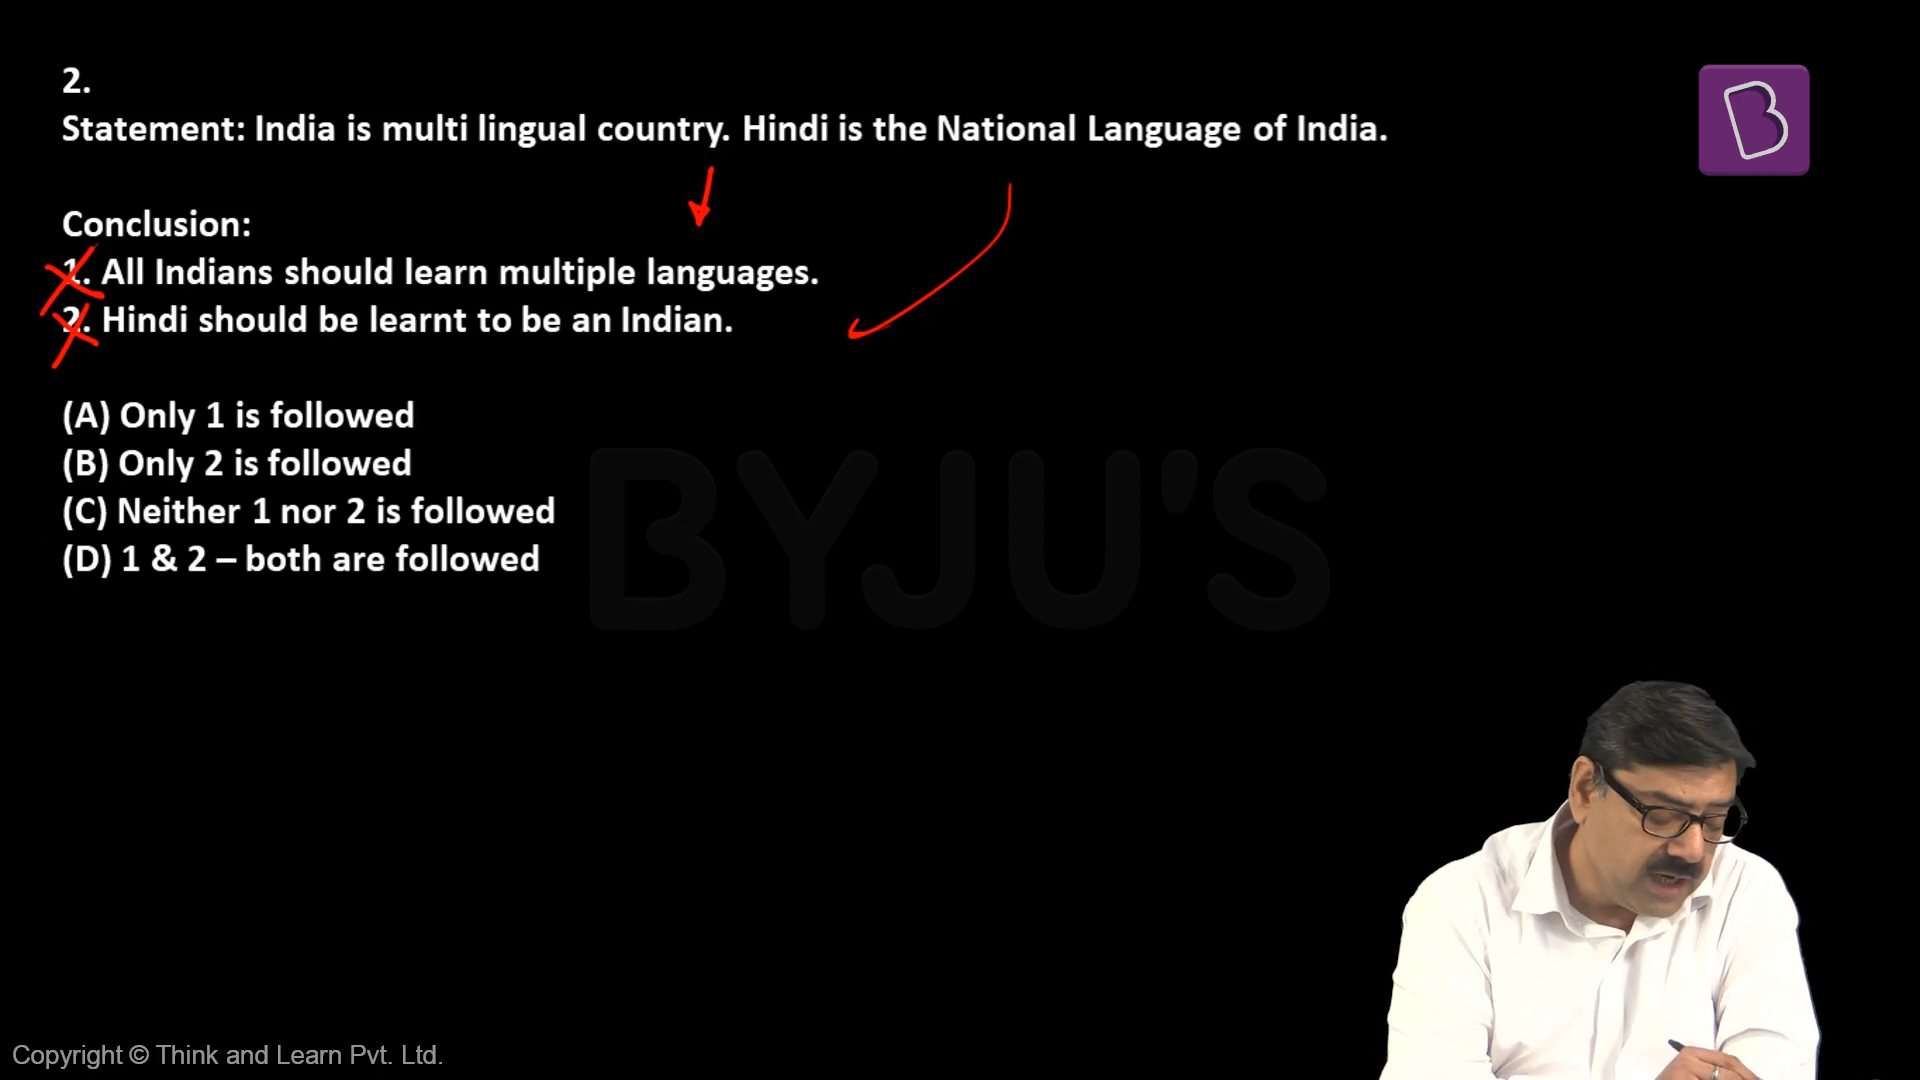 2.
Statement: India is multi lingual country. Hindi is the National Language of India.
Conclusion:
1. All Indians should learn multiple languages.
2. Hindi should be learnt to be an Indian.
(A) Only 1 is followed
(B) Only 2 is followed
(C) Neither 1 nor 2 is followed
(D) 1 & 2 – both are followed
BYJU'S
B
Copyright © Think and Learn Pvt. Ltd.